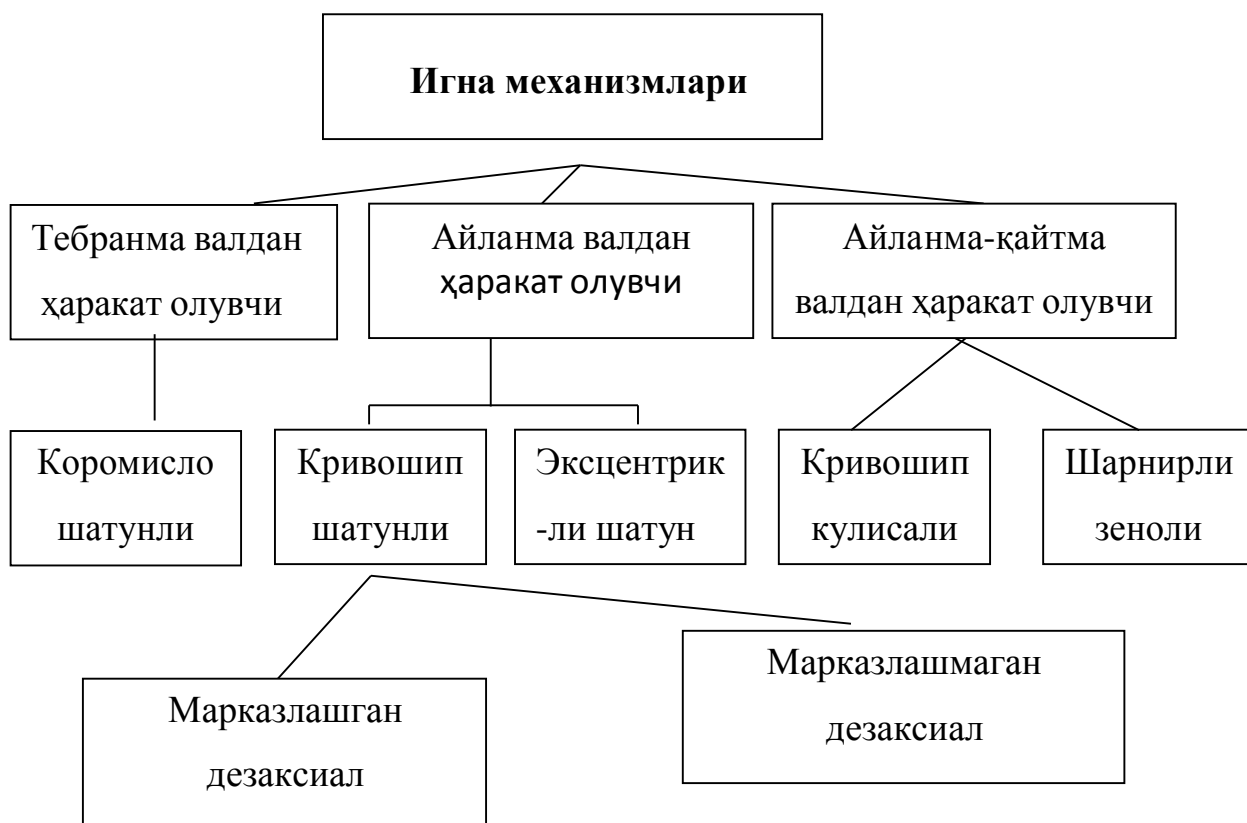 Игна механизмлари
Тебранма валдан
ҳаракат олувчи
Айланма валдан
ҳаракат олувчи
Айланма-қайтма
валдан ҳаракат олувчи
Коромисло
шатунли
Кривошип
шатунли
Эксцентрик
-ли шатун
Кривошип
кулисали
Шарнирли
зеноли
Марказлашган
дезаксиал
Марказлашмаган
дезаксиал